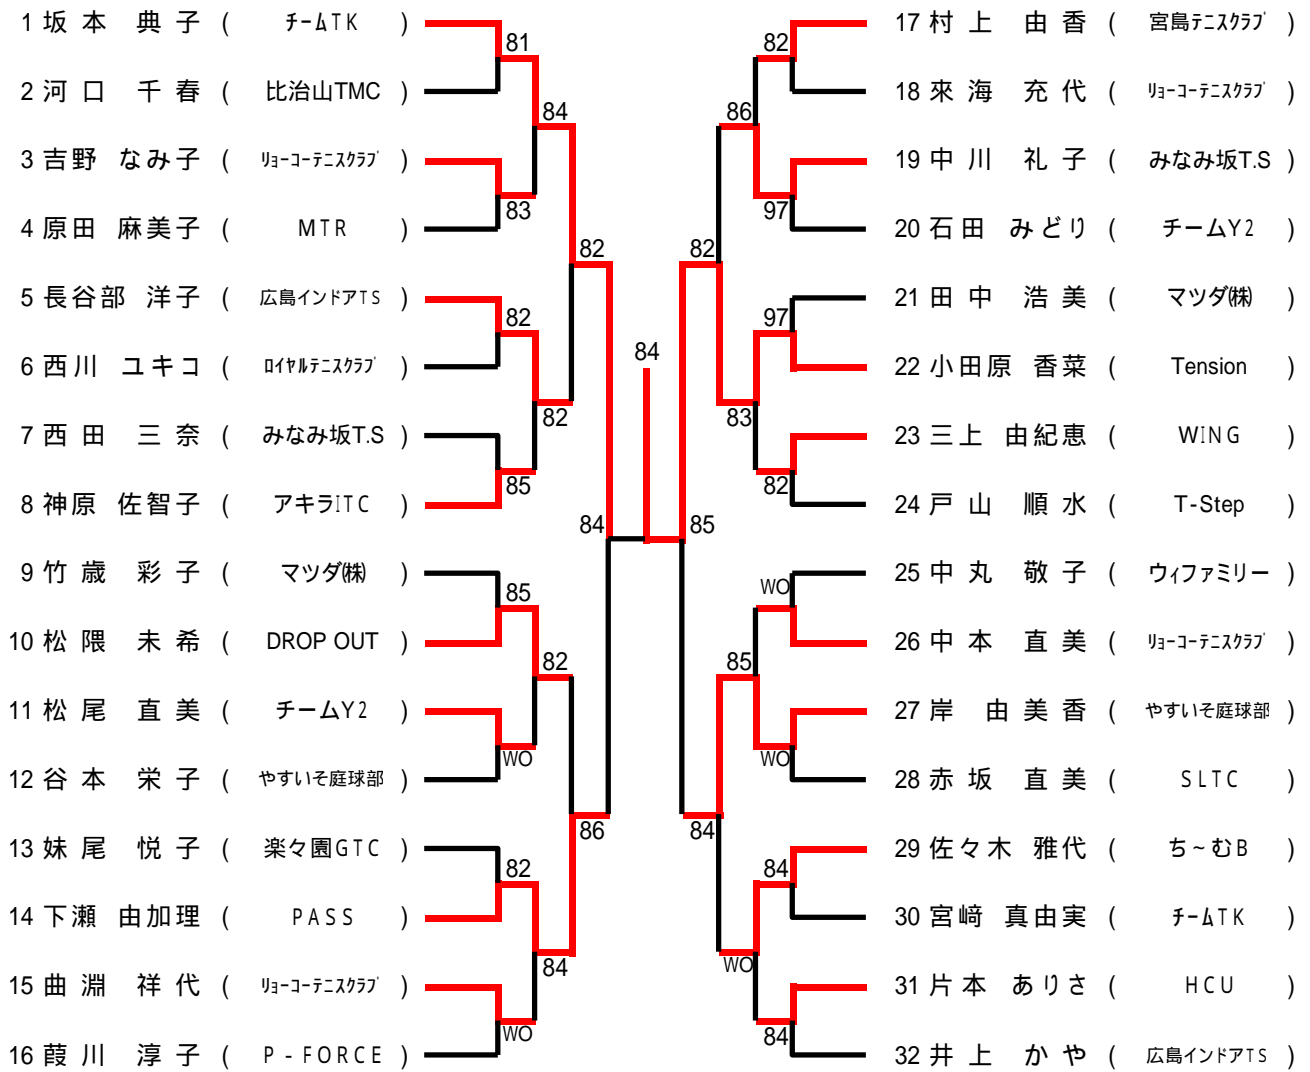 1 坂本 典子 ( チームTK )
2 河口 千春 ( 比治山TMC )
3 吉野 なみ子 ( リョーコーテニスクラブ )
4 原田 麻美子 ( MTR )
5 長谷部 洋子 ( 広島インドアTS )
6 西川 ユキコ ( ロイヤルテニスクラブ )
7 西田 三奈 ( みなみ坂T.S )
8 神原 佐智子 ( アキラITC )
9 竹歳 彩子 ( マツダ㈱ )
10 松隈 未希 ( DROP OUT )
11 松尾 直美 ( チームY2 )
12 谷本 栄子 ( やすいそ庭球部 )
13 妹尾 悦子 ( 楽々園GTC )
14 下瀬 由加理 ( PASS )
15 曲淵 祥代 ( リョーコーテニスクラブ )
16 葭川 淳子 ( P-FORCE )
81
83
82
85
85
WO
82
WO
84
82
82
84
82
86
84
84
85
82
84
86
83
85
WO
82
97
97
82
WO
WO
84
84
17 村上 由香 ( 宮島テニスクラブ )
18 來海 充代 ( リョーコーテニスクラブ )
19 中川 礼子 ( みなみ坂T.S )
20 石田 みどり ( チームY2 )
21 田中 浩美 ( マツダ㈱ )
22 小田原 香菜 ( Tension )
23 三上 由紀恵 ( WING )
24 戸山 順水 ( T-Step )
25 中丸 敬子 ( ウィファミリー )
26 中本 直美 ( リョーコーテニスクラブ )
27 岸 由美香 ( やすいそ庭球部 )
28 赤坂 直美 ( SLTC )
29 佐々木 雅代 ( ち~むB )
30 宮﨑 真由実 ( チームTK )
31 片本 ありさ ( HCU )
32 井上 かや ( 広島インドアTS )